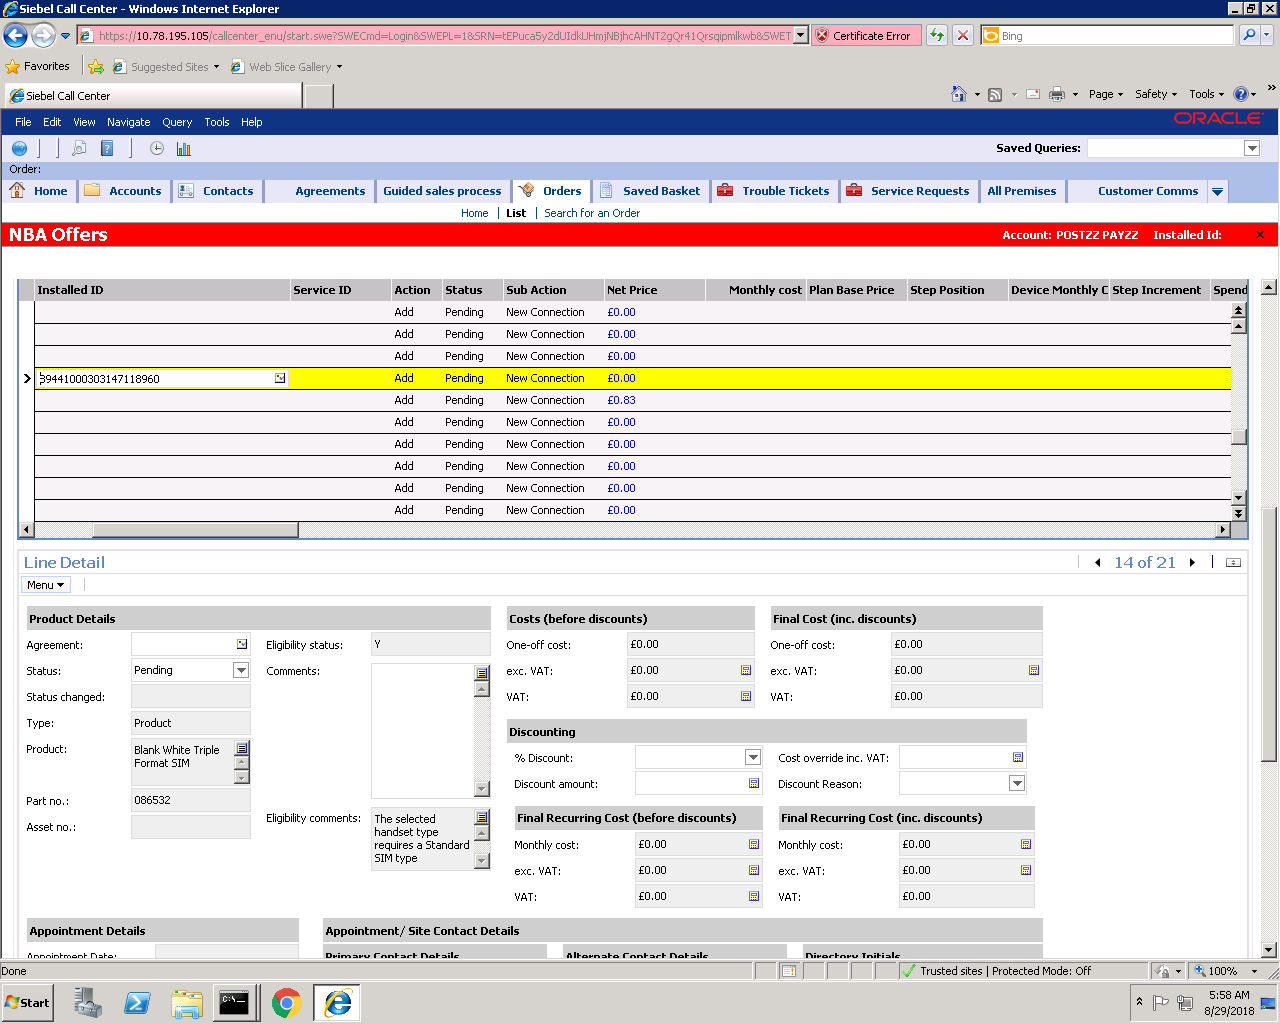 Siebel Call Center - Windows Internet Explorer
https://10.78.195.105/callcenter_enu/start.swe?SWECmd=Login&SWEPL=1&SRN=tEPuca5y2dUIdkUHmjNBjhcAHNT2gQr41Qrsqipmlkwb&SWET
Certificate Error
Bing
Favorites Suggested Sites Web Slice Gallery
Siebel Call Center
Page Safety Tools
File Edit View Navigate Query Tools Help
ORACLE
Saved Queries:
Order:
Home Accounts Contacts Agreements Guided sales process Orders Saved Basket Trouble Tickets Service Requests All Premises Customer Comms
Home List Search for an Order
NBA Offers Account: POSTZZ PAYZZ Installed Id:
Installed ID Service ID Action Status Sub Action Net Price Monthly cost Plan Base Price Step Position Device Monthly C Step Increment Spend
Add Pending New Connection £0.00
Add Pending New Connection £0.00
Add Pending New Connection £0.00
39441000303147118960 Add Pending New Connection £0.00
Add Pending New Connection £0.83
Add Pending New Connection £0.00
Add Pending New Connection £0.00
Add Pending New Connection £0.00
Add Pending New Connection £0.00
Add Pending New Connection £0.00
Line Detail 14 of 21
Menu
Product Details Costs (before discounts) Final Cost (inc. discounts)
Agreement: Eligibility status: Y One-off cost: £0.00 One-off cost: £0.00
Status: Pending Comments: exc. VAT: £0.00 exc. VAT: £0.00
Status changed: VAT: £0.00 VAT: £0.00
Type: Product
Discounting
Product: Blank White Triple
Format SIM
% Discount: Cost override inc. VAT:
Discount amount: Discount Reason:
Part no.: 086532
Asset no.:
Eligibility comments: The selected
handset type
requires a Standard
SIM type
Final Recurring Cost (before discounts) Final Recurring Cost (inc. discounts)
Monthly cost: £0.00 Monthly cost: £0.00
exc. VAT: £0.00 exc. VAT: £0.00
VAT: £0.00 VAT: £0.00
Appointment Details Appointment/ Site Contact Details
Appointment Date: Primary Contact Details Alternate Contact Details Directory Initials
Done Trusted sites | Protected Mode: Off 100%
Start
5:58 AM
8/29/2018